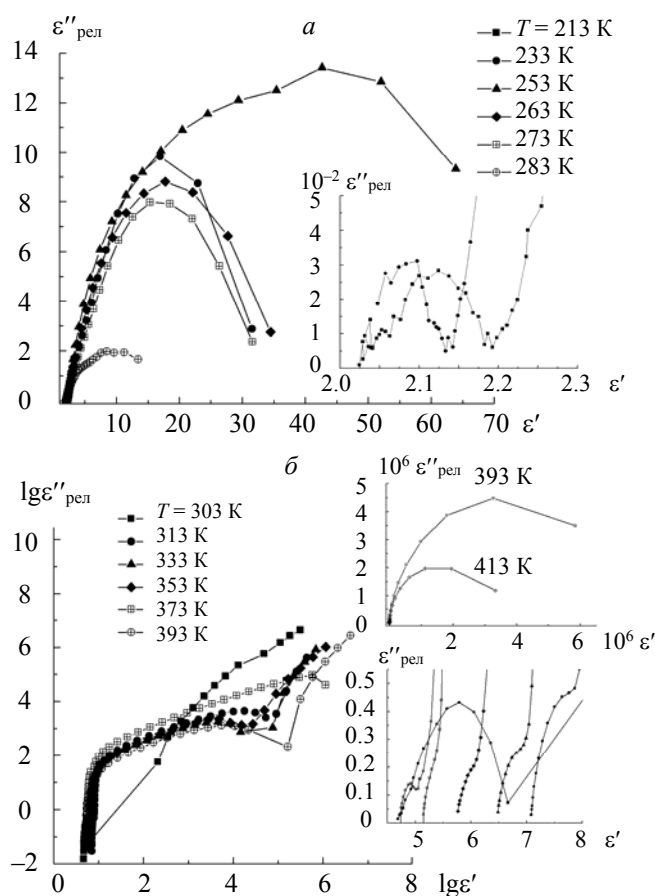 ε''рел
а
T = 213 К
233 К
253 К
263 К
273 К
283 К
14
12
10
8
6
4
2
0
10 20 30 40 50 60 70
ε'
10⁻² ε''рел
5
4
3
2
1
0
2.0 2.1 2.2 2.3
ε'
б
lgε''рел
T = 303 К
313 К
333 К
353 К
373 К
393 К
10
8
6
4
2
0
–2
0 2 4 6 8
lgε'
10⁶ ε''рел
393 К
413 К
5
4
3
2
1
0
0 2 4 6 10⁶ ε'
ε''рел
0.5
0.4
0.3
0.2
0.1
0
5 6 7 8
ε'